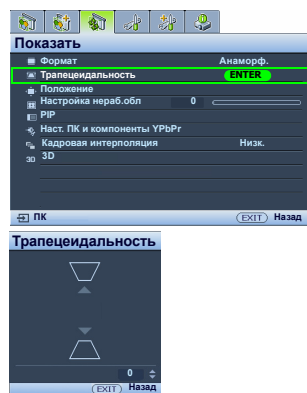 Показать
Формат Анаморф.
Трапецеидальность ENTER
Положение
Настройка нераб.обл 0
PIP
Наст. ПК и компоненты YPbPr
Кадровая интерполяция Низк.
3D 3D
ПК EXIT Назад
Трапецеидальность
0
EXIT Назад